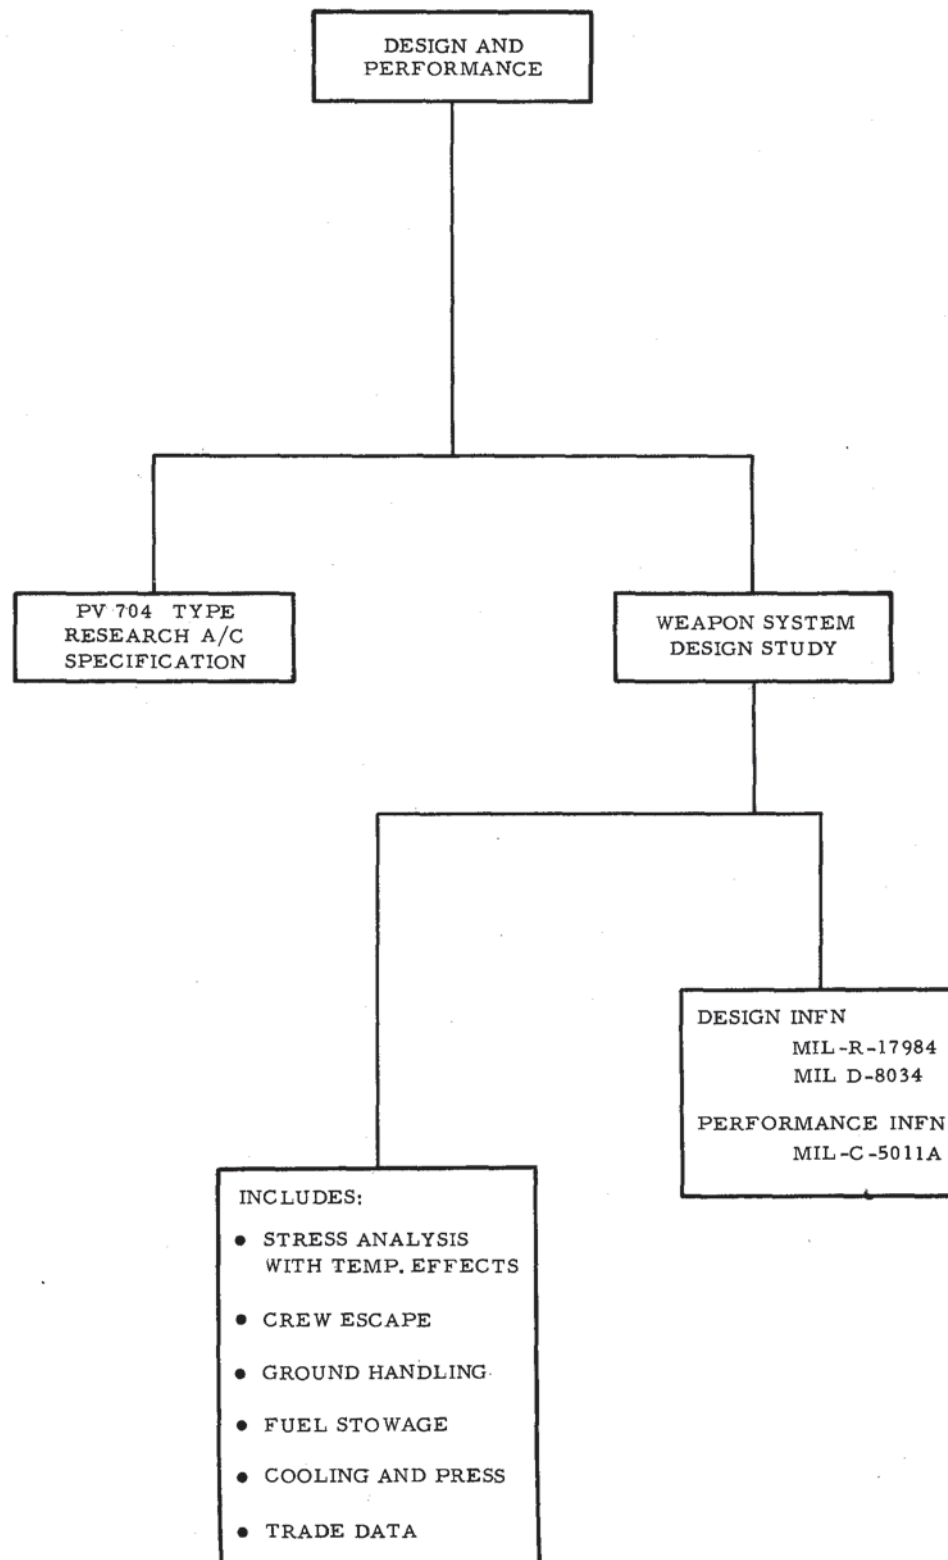 DESIGN AND
PERFORMANCE
PV 704 TYPE
RESEARCH A/C
SPECIFICATION
WEAPON SYSTEM
DESIGN STUDY
DESIGN INFN
MIL-R-17984
MIL D-8034
PERFORMANCE INFN
MIL-C-5011A
INCLUDES:
• STRESS ANALYSIS
WITH TEMP. EFFECTS
• CREW ESCAPE
• GROUND HANDLING
• FUEL STOWAGE
• COOLING AND PRESS
• TRADE DATA